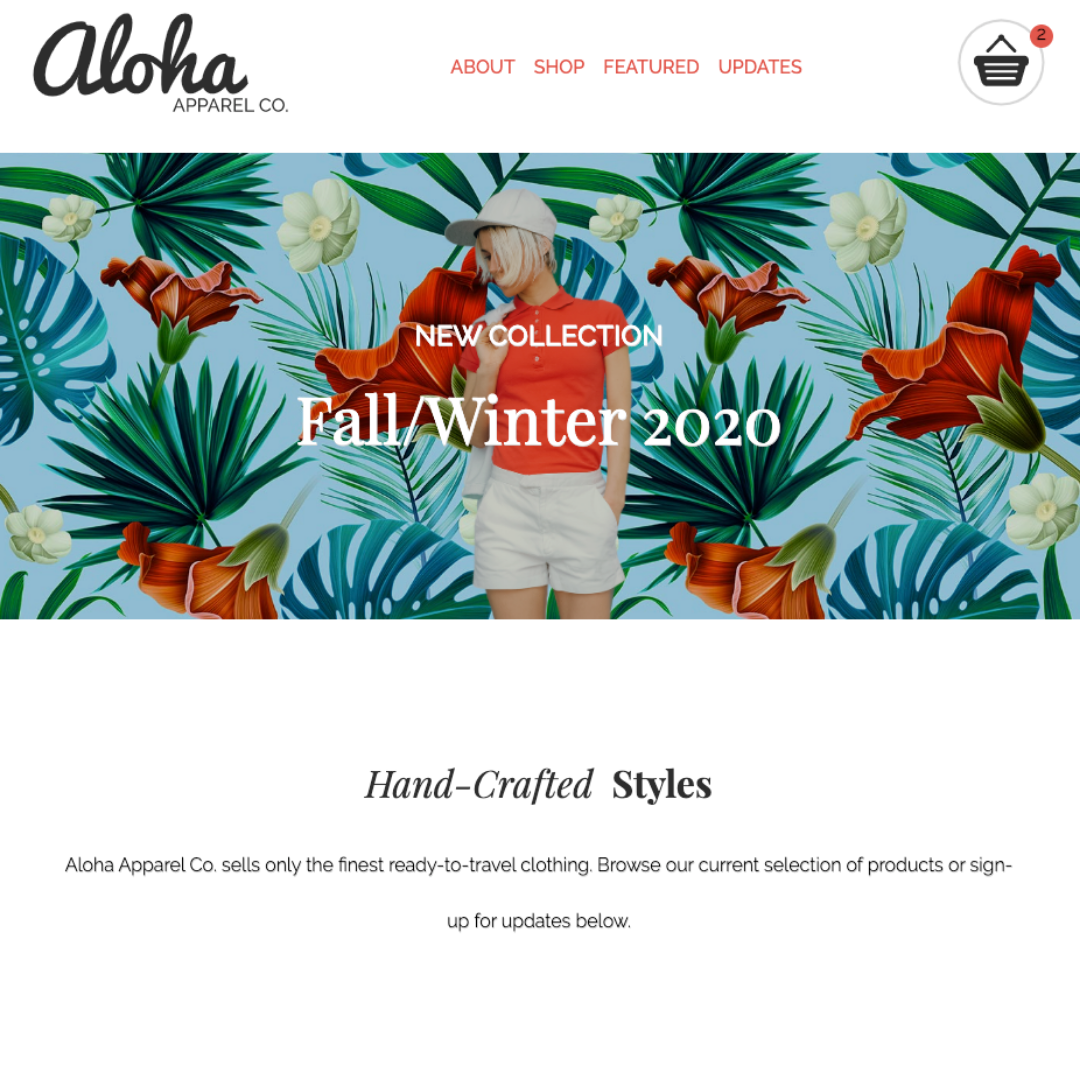 Aloha
APPAREL CO.
ABOUT SHOP FEATURED UPDATES
2
NEW COLLECTION
Fall/Winter 2020
Hand-Crafted Styles
Aloha Apparel Co. sells only the finest ready-to-travel clothing. Browse our current selection of products or sign-
up for updates below.